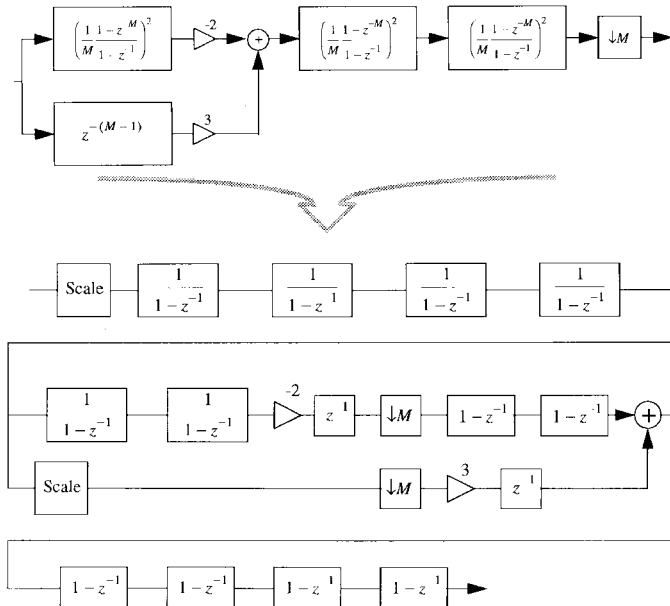 (1/M 1 - z^M / 1 - z^-1)^2 -2 (1/M 1 - z^-M / 1 - z^-1)^2 (1/M 1 - z^-M / 1 - z^-1)^2 ↓M
z^-(M-1) 3
Scale 1 / 1 - z^-1 1 / 1 - z^1 1 / 1 - z^-1 1 / 1 - z^-1
1 / 1 - z^-1 1 / 1 - z^-1 -2 z^1 ↓M 1 - z^-1 1 - z^-1 +
Scale ↓M 3 z^1
1 - z^-1 1 - z^-1 1 - z^1 1 - z^1